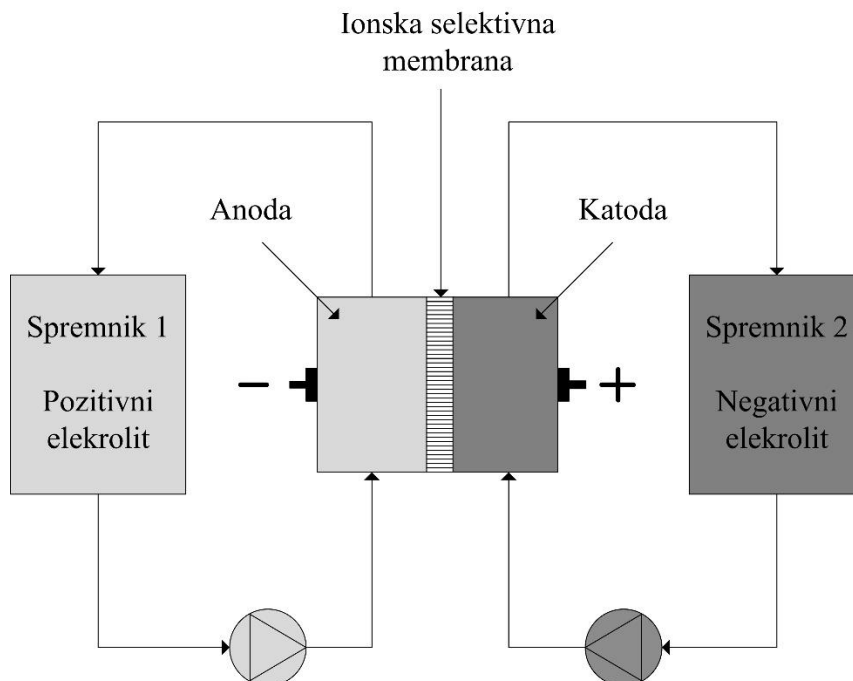 Ionska selektivna
membrana
Anoda
Katoda
Spremnik 1
Pozitivni
elekrolit
Spremnik 2
Negativni
elekrolit
- +